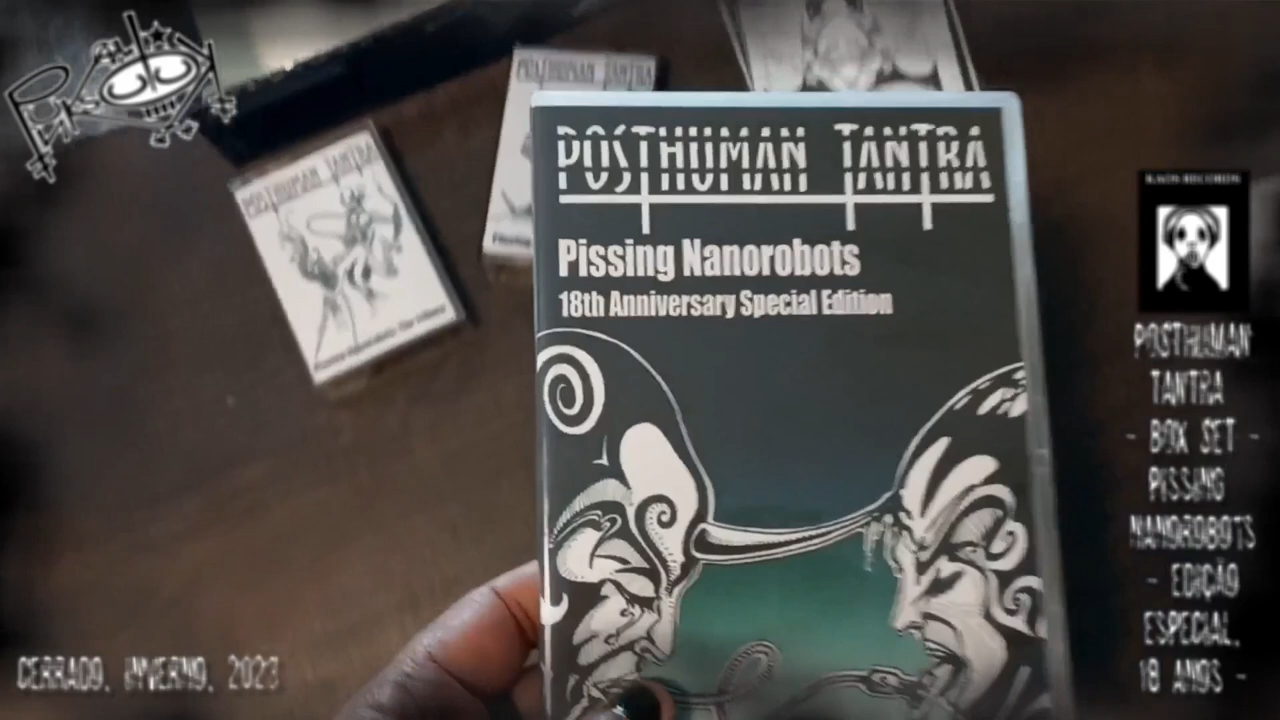 POSTHUMAN TANTRA
POSTHUMAN TANTRA
POSTHUMAN TANTRA
Pissing Nanorobots
18th Anniversary Special Edition
POSTHUMAN
TANTRA
- BOX SET -
PISSING
NANOROBOTS
- EDIÇÃO
ESPECIAL,
18 ANOS -
CERRADO, INVERNO, 2023